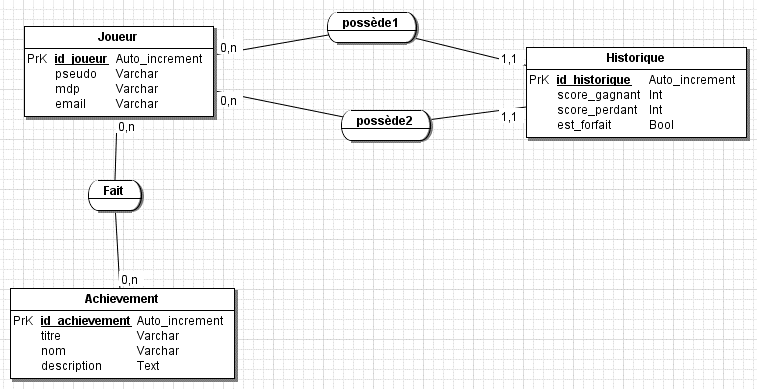 possède1
Joueur
0,n
PrK id_joueur Auto_increment
pseudo Varchar
mdp Varchar
email Varchar
1,1
Historique
PrK id_historique Auto_increment
score_gagnant Int
score_perdant Int
est_forfait Bool
0,n
possède2
1,1
0,n
Fait
0,n
Achievement
PrK id_achievement Auto_increment
titre Varchar
nom Varchar
description Text